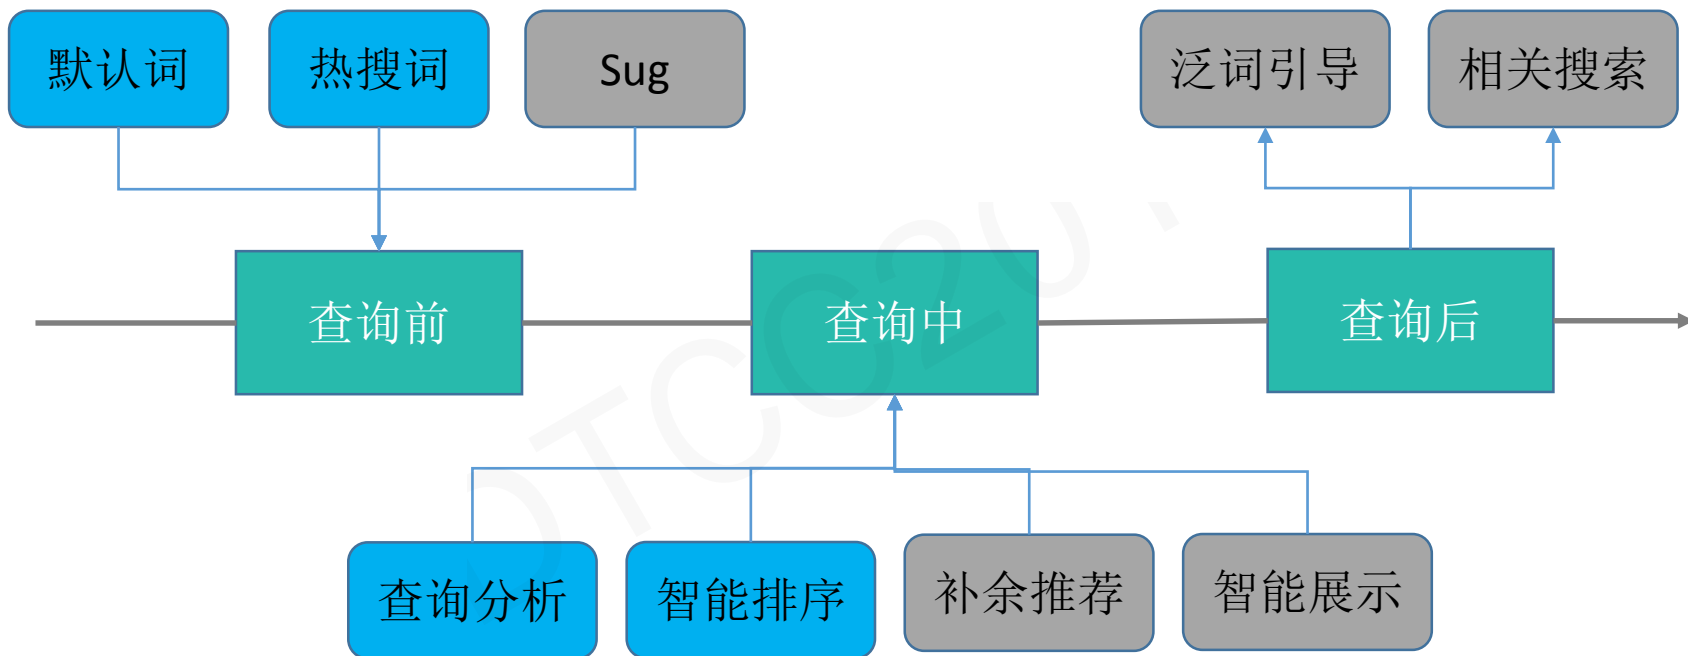 默认词
热搜词
Sug
泛词引导
相关搜索
查询前
查询中
查询后
查询分析
智能排序
补余推荐
智能展示